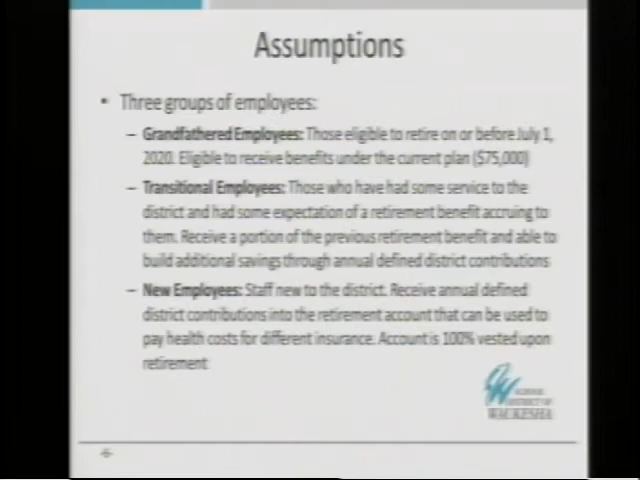 Assumptions
• Three groups of employees:
– Grandfathered Employees: Those eligible to retire on or before July 1,
2020. Eligible to receive benefits under the current plan ($75,000)
– Transitional Employees: Those who have had some service to the
district and had some expectation of a retirement benefit accruing to
them. Receive a portion of the previous retirement benefit and able to
build additional savings through annual defined district contributions
– New Employees: Staff new to the district. Receive annual defined
district contributions into the retirement account that can be used to
pay health costs for different insurance. Account is 100% vested upon
retirement
SCHOOL
DISTRICT OF
WAUKESHA